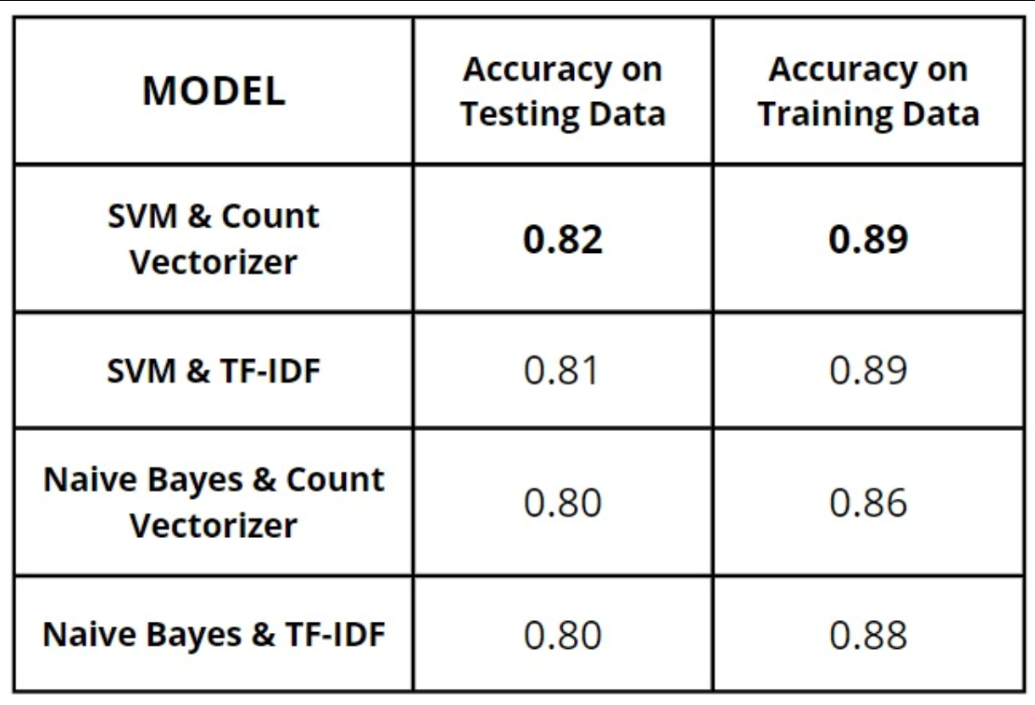 MODEL
Accuracy on
Testing Data
Accuracy on
Training Data
SVM & Count
Vectorizer
0.82
0.89
SVM & TF-IDF
0.81
0.89
Naive Bayes & Count
Vectorizer
0.80
0.86
Naive Bayes & TF-IDF
0.80
0.88